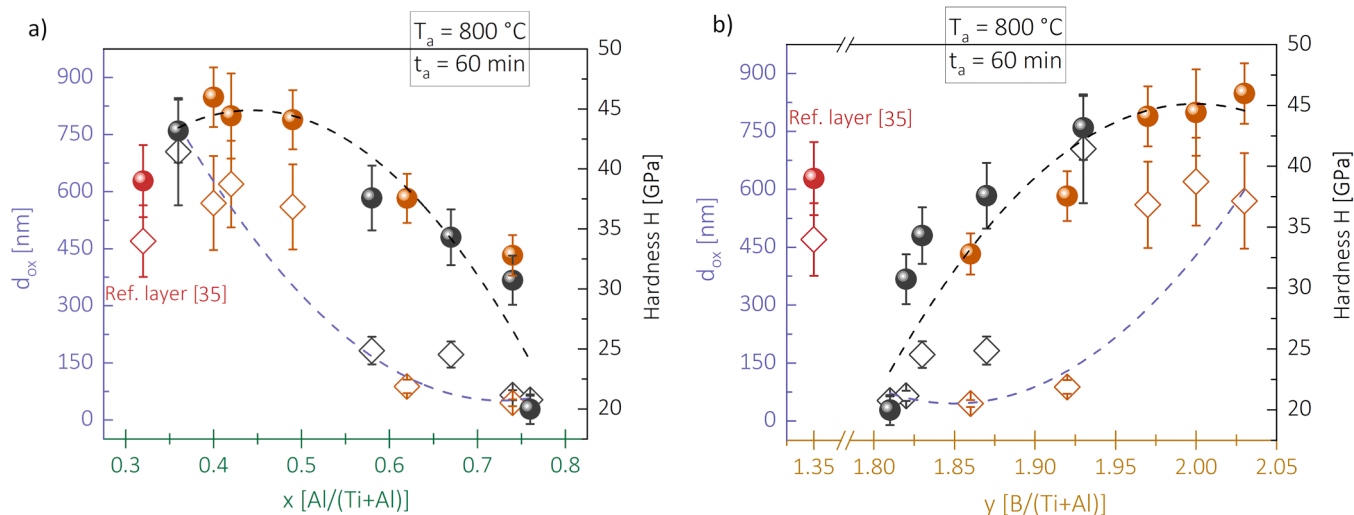 a)
T_a = 800 °C
t_a = 60 min
900
750
600
450
300
150
0
d_ox [nm]
50
45
40
35
30
25
20
Hardness H [GPa]
Ref. layer [35]
0.3 0.4 0.5 0.6 0.7 0.8
x [Al/(Ti+Al)]
b)
T_a = 800 °C
t_a = 60 min
900
750
600
450
300
150
0
d_ox [nm]
50
45
40
35
30
25
20
Hardness H [GPa]
Ref. layer [35]
1.35 1.80 1.85 1.90 1.95 2.00 2.05
y [B/(Ti+Al)]